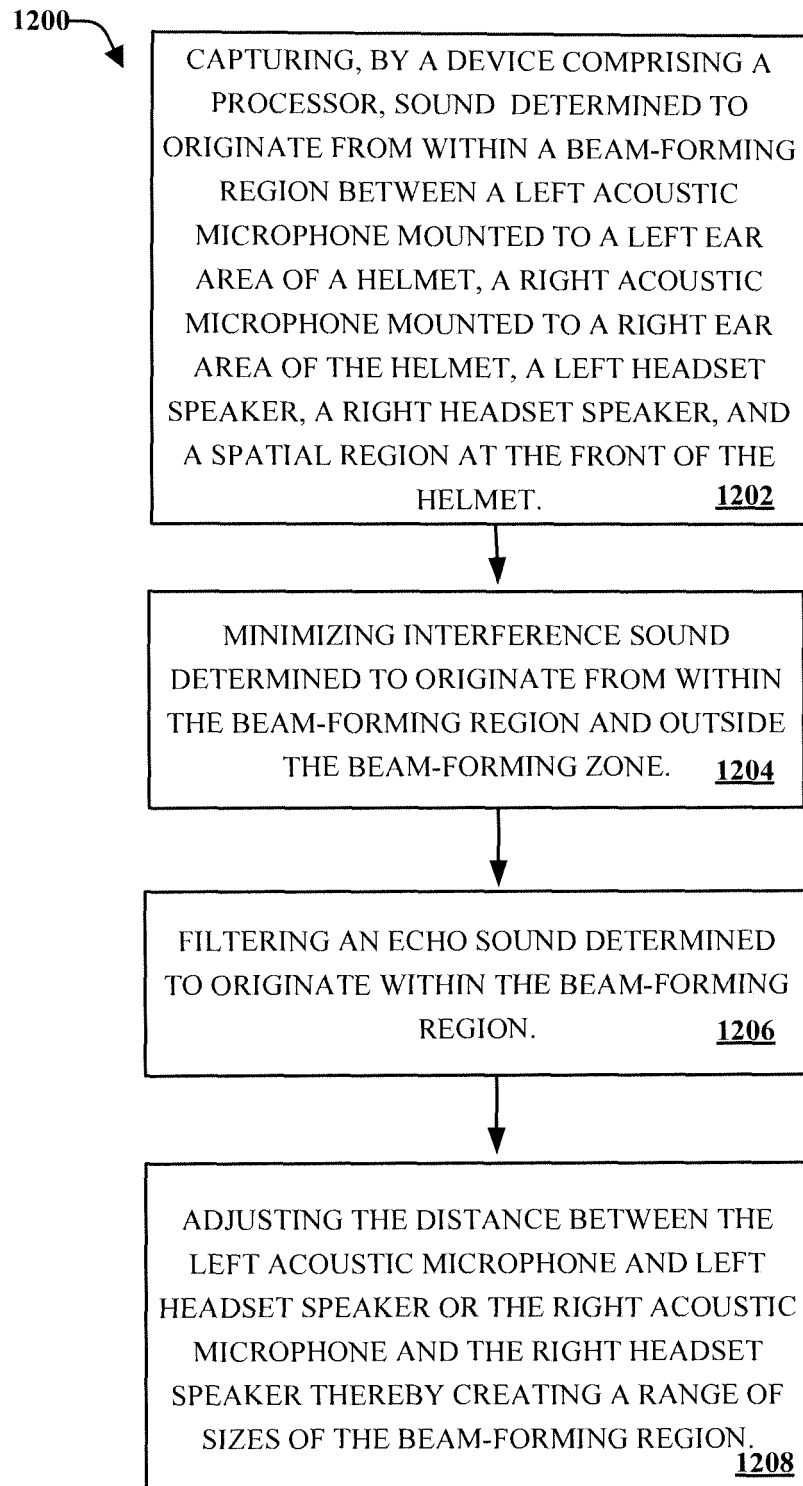 1200
CAPTURING, BY A DEVICE COMPRISING A
PROCESSOR, SOUND DETERMINED TO
ORIGINATE FROM WITHIN A BEAM-FORMING
REGION BETWEEN A LEFT ACOUSTIC
MICROPHONE MOUNTED TO A LEFT EAR
AREA OF A HELMET, A RIGHT ACOUSTIC
MICROPHONE MOUNTED TO A RIGHT EAR
AREA OF THE HELMET, A LEFT HEADSET
SPEAKER, A RIGHT HEADSET SPEAKER, AND
A SPATIAL REGION AT THE FRONT OF THE
HELMET. 1202
MINIMIZING INTERFERENCE SOUND
DETERMINED TO ORIGINATE FROM WITHIN
THE BEAM-FORMING REGION AND OUTSIDE
THE BEAM-FORMING ZONE. 1204
FILTERING AN ECHO SOUND DETERMINED
TO ORIGINATE WITHIN THE BEAM-FORMING
REGION. 1206
ADJUSTING THE DISTANCE BETWEEN THE
LEFT ACOUSTIC MICROPHONE AND LEFT
HEADSET SPEAKER OR THE RIGHT ACOUSTIC
MICROPHONE AND THE RIGHT HEADSET
SPEAKER THEREBY CREATING A RANGE OF
SIZES OF THE BEAM-FORMING REGION.
1208